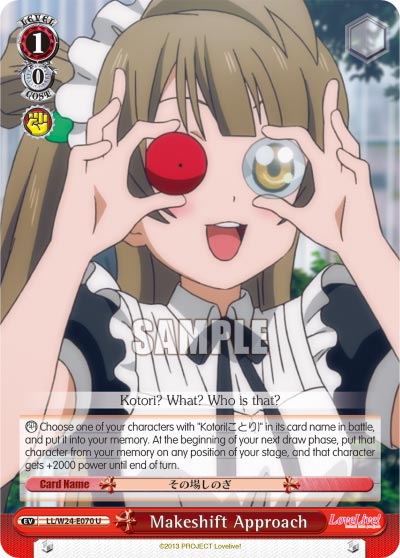 LEVEL
1
0
COST
SAMPLE
Kotori? What? Who is that?
Choose one of your characters with "Kotori|ことり|" in its card name in battle,
and put it into your memory. At the beginning of your next draw phase, put that
character from your memory on any position of your stage, and that character
gets +2000 power until end of turn.
Card Name その場しのぎ
EV LL/W24-E070 U Makeshift Approach LoveLive!
©2013 PROJECT Lovelive!